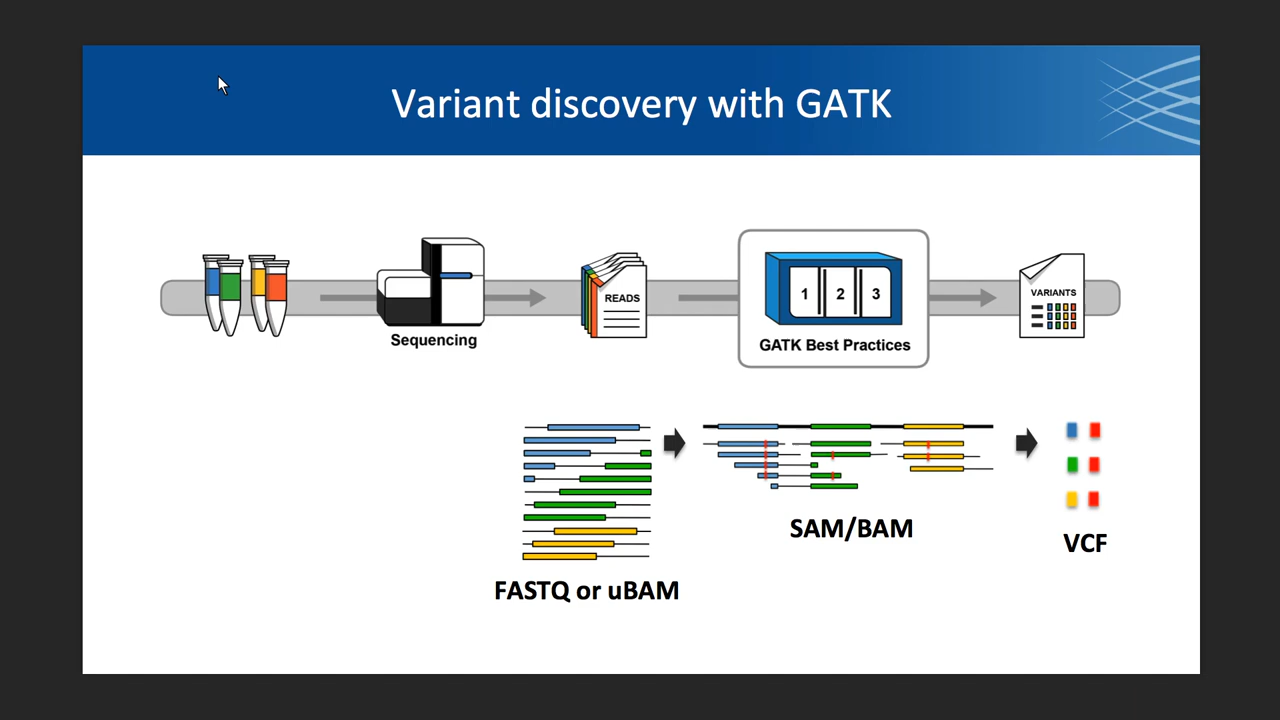 Variant discovery with GATK
READS
1 2 3
VARIANTS
Sequencing
GATK Best Practices
SAM/BAM
VCF
FASTQ or uBAM